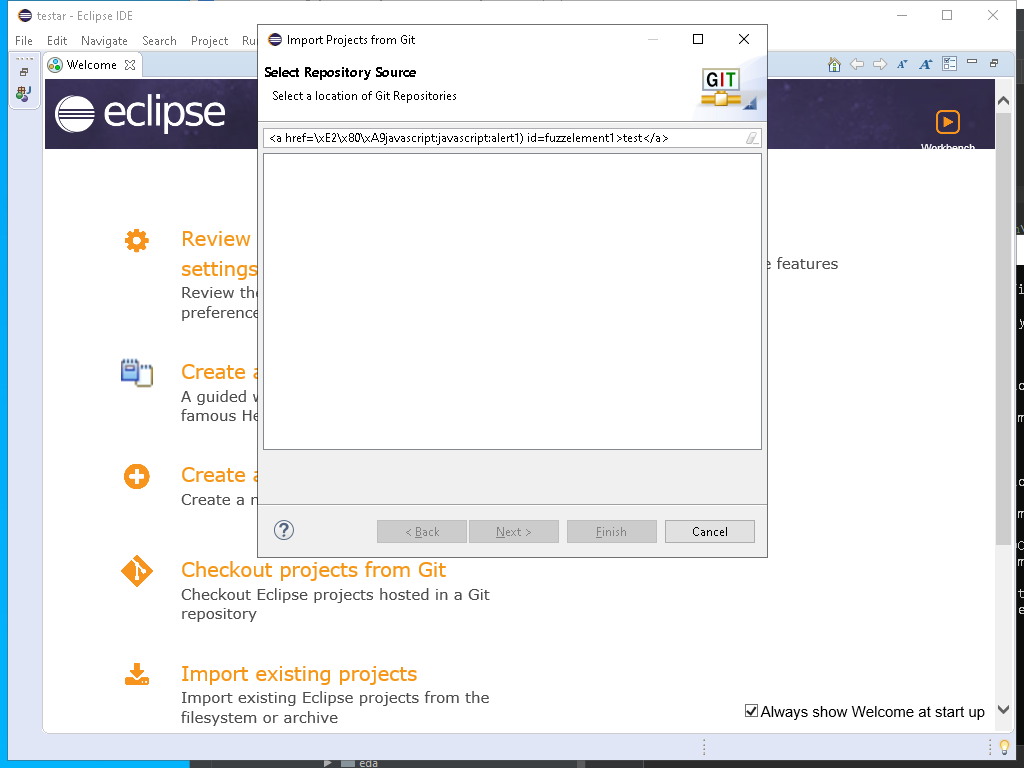 testar - Eclipse IDE
File Edit Navigate Search Project Ru
Welcome
eclipse
Workbench
Import Projects from Git
Select Repository Source
Select a location of Git Repositories
GIT
<a href=\xE2\x80\xA9javascript:javascript:alert1) id=fuzzelement1>test</a>
< Back Next > Finish Cancel
Review
settings
Review the
preference
e features
Create a
A guided w
famous He
Create a
Create a n
Checkout projects from Git
Checkout Eclipse projects hosted in a Git
repository
Import existing projects
Import existing Eclipse projects from the
filesystem or archive
Always show Welcome at start up
eda